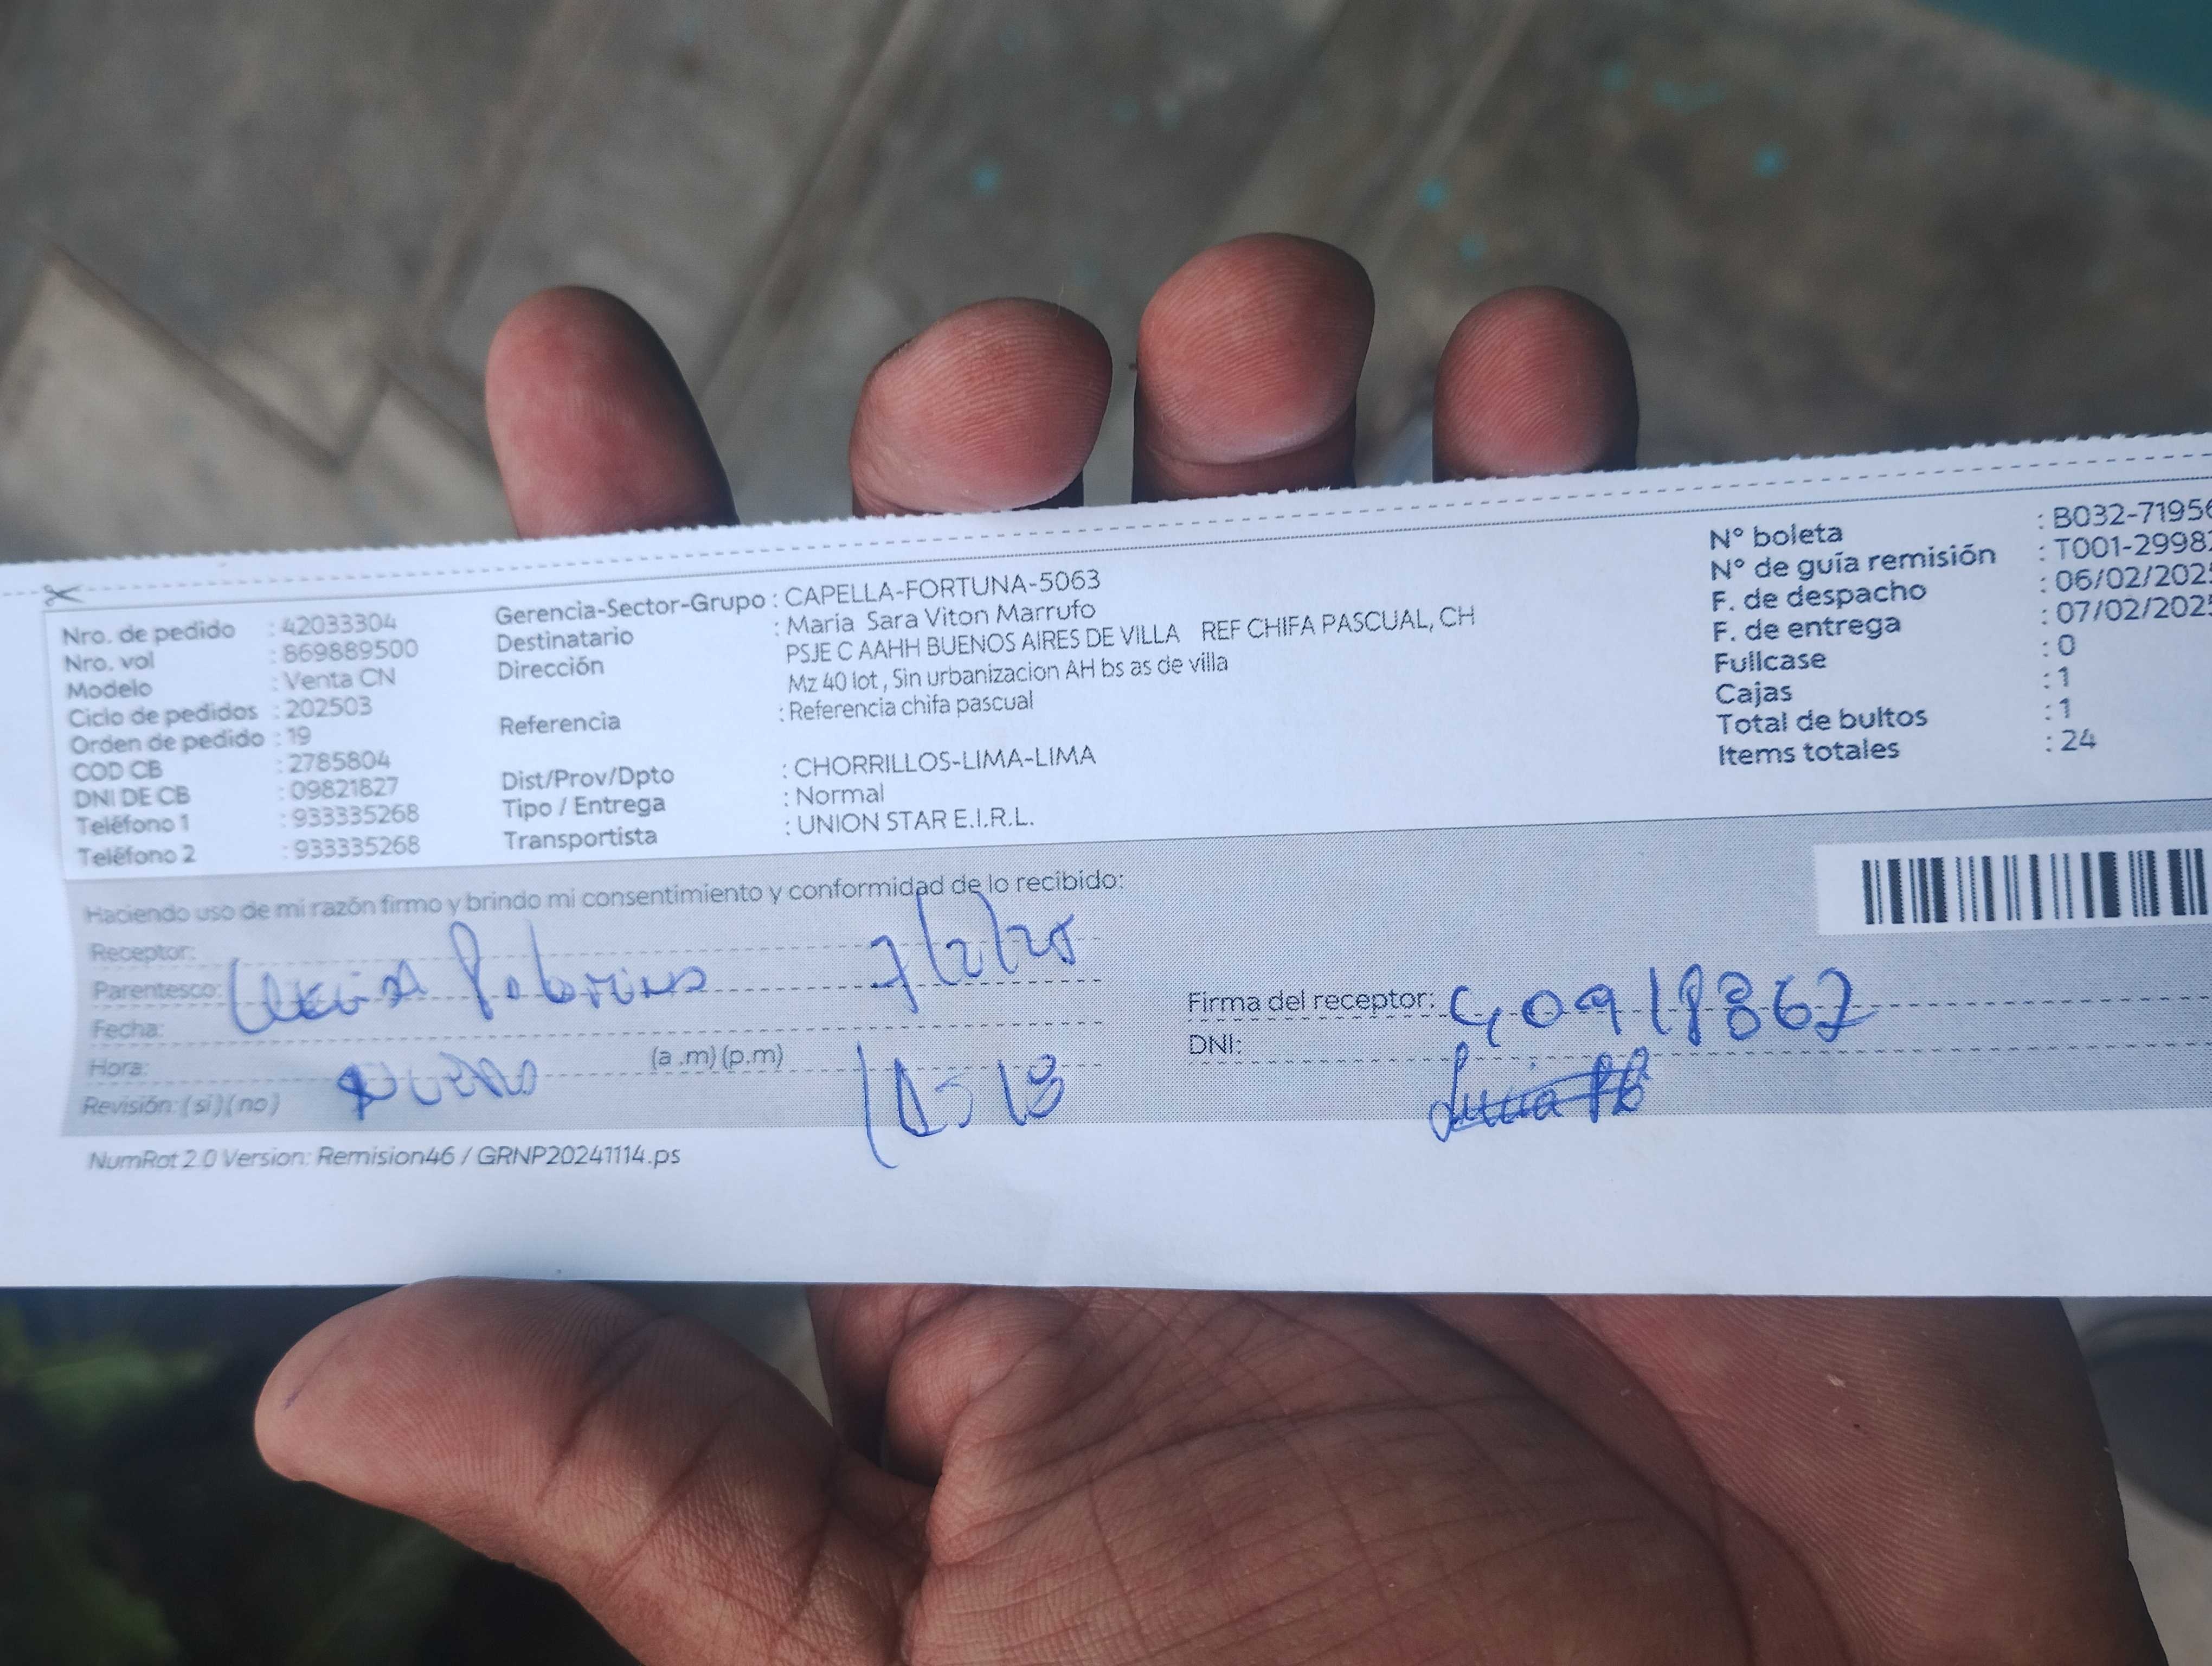 Nro. de pedido : 42033304
Nro. vol : 869889500
Modelo : Venta CN
Ciclo de pedidos : 202503
Orden de pedido : 19
COD CB : 2785804
DNI DE CB : 09821827
Teléfono 1 : 933335268
Teléfono 2 : 933335268
Gerencia-Sector-Grupo : CAPELLA-FORTUNA-5063
Destinatario : Maria Sara Viton Marrufo
Dirección PSJE C AAHH BUENOS AIRES DE VILLA REF CHIFA PASCUAL, CH
Mz 40 lot , Sin urbanizacion AH bs as de villa
Referencia : Referencia chifa pascual
Dist/Prov/Dpto : CHORRILLOS-LIMA-LIMA
Tipo / Entrega : Normal
Transportista : UNION STAR E.I.R.L.
N° boleta : B032-7195
N° de guía remisión : T001-2998
F. de despacho : 06/02/202
F. de entrega : 07/02/202
Fullcase : 0
Cajas : 1
Total de bultos : 1
Items totales : 24
Haciendo uso de mi razón firmo y brindo mi consentimiento y conformidad de lo recibido:
Receptor:
Parentesco:
Fecha: 7/2/25
Hora: (a .m) (p.m)
Revisión: ( si ) ( no )
Firma del receptor: 40918867
DNI:
NumRot 2.0 Version: Remision46 / GRNP20241114.ps